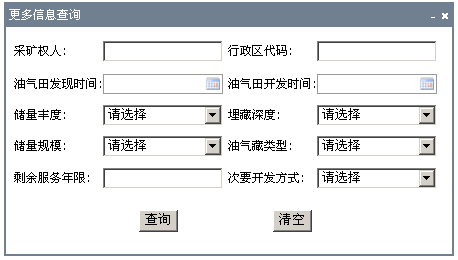 更多信息查询
采矿权人: 行政区代码:
油气田发现时间: 油气田开发时间:
储量丰度: 请选择 埋藏深度: 请选择
储量规模: 请选择 油气藏类型: 请选择
剩余服务年限: 次要开发方式: 请选择
查询 清空